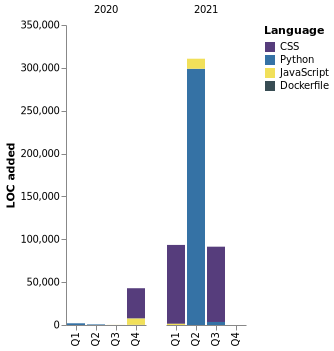 2020 2021
Language
CSS
Python
JavaScript
Dockerfile
LOC added
350,000
300,000
250,000
200,000
150,000
100,000
50,000
0
Q1 Q2 Q3 Q4 Q1 Q2 Q3 Q4